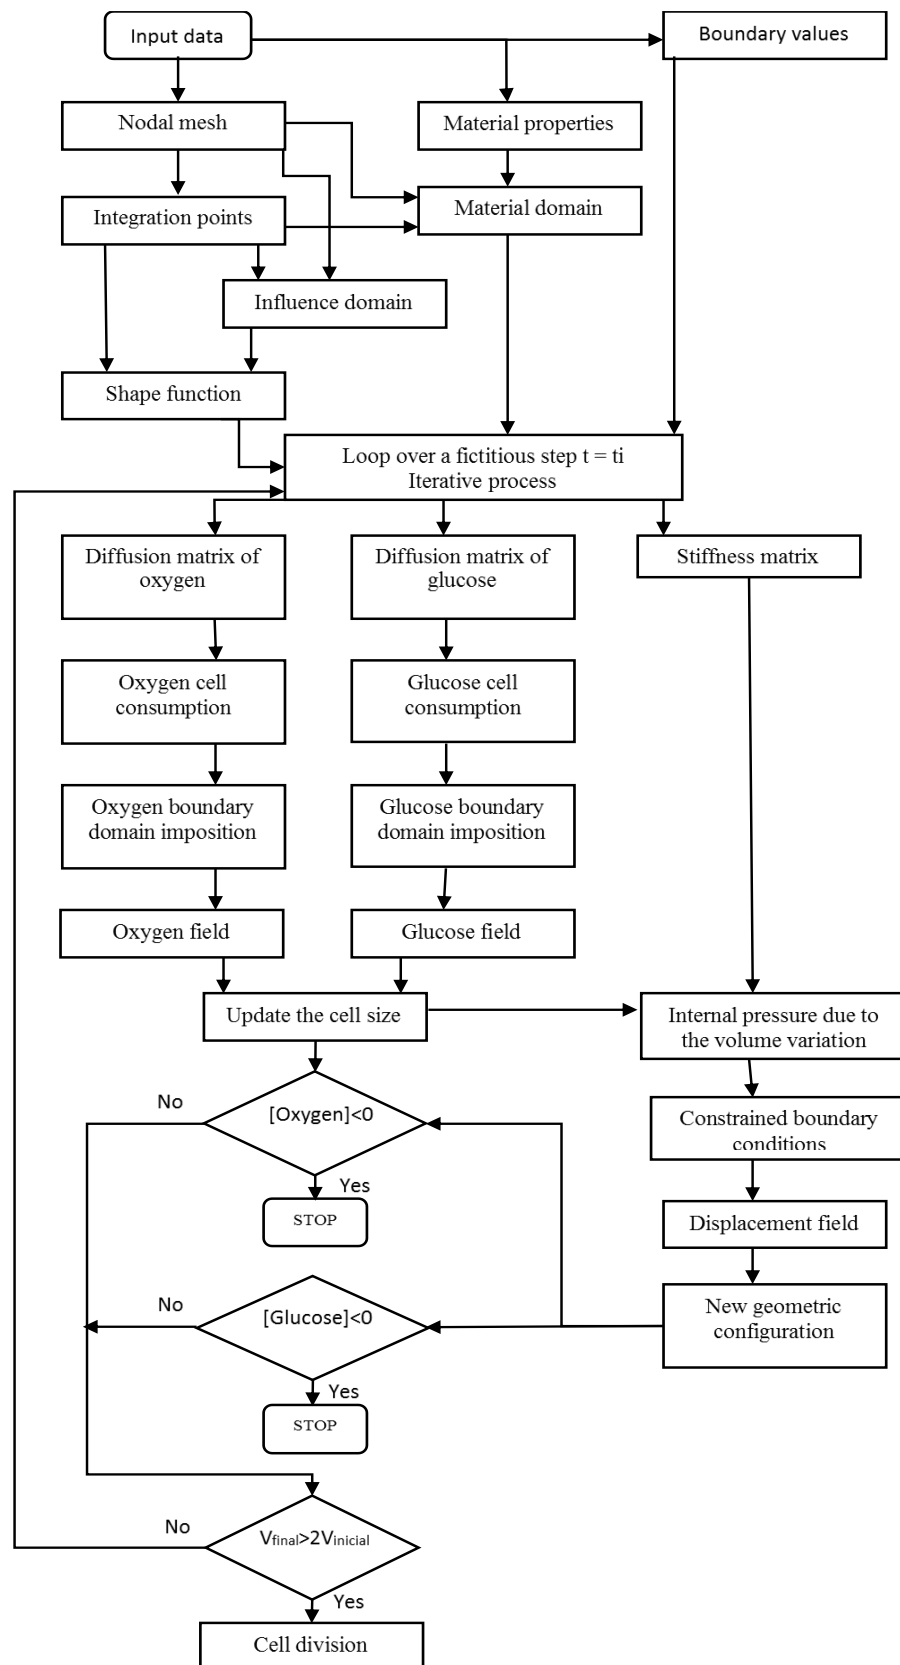 Input data
Boundary values
Nodal mesh
Material properties
Integration points
Material domain
Influence domain
Shape function
Loop over a fictitious step t = ti
Iterative process
Diffusion matrix of
oxygen
Diffusion matrix of
glucose
Stiffness matrix
Oxygen cell
consumption
Glucose cell
consumption
Oxygen boundary
domain imposition
Glucose boundary
domain imposition
Oxygen field
Glucose field
Update the cell size
Internal pressure due to
the volume variation
No
[Oxygen]<0
Constrained boundary
conditions
Yes
STOP
Displacement field
No
[Glucose]<0
New geometric
configuration
Yes
STOP
No
Vfinal>2Vinicial
Yes
Cell division